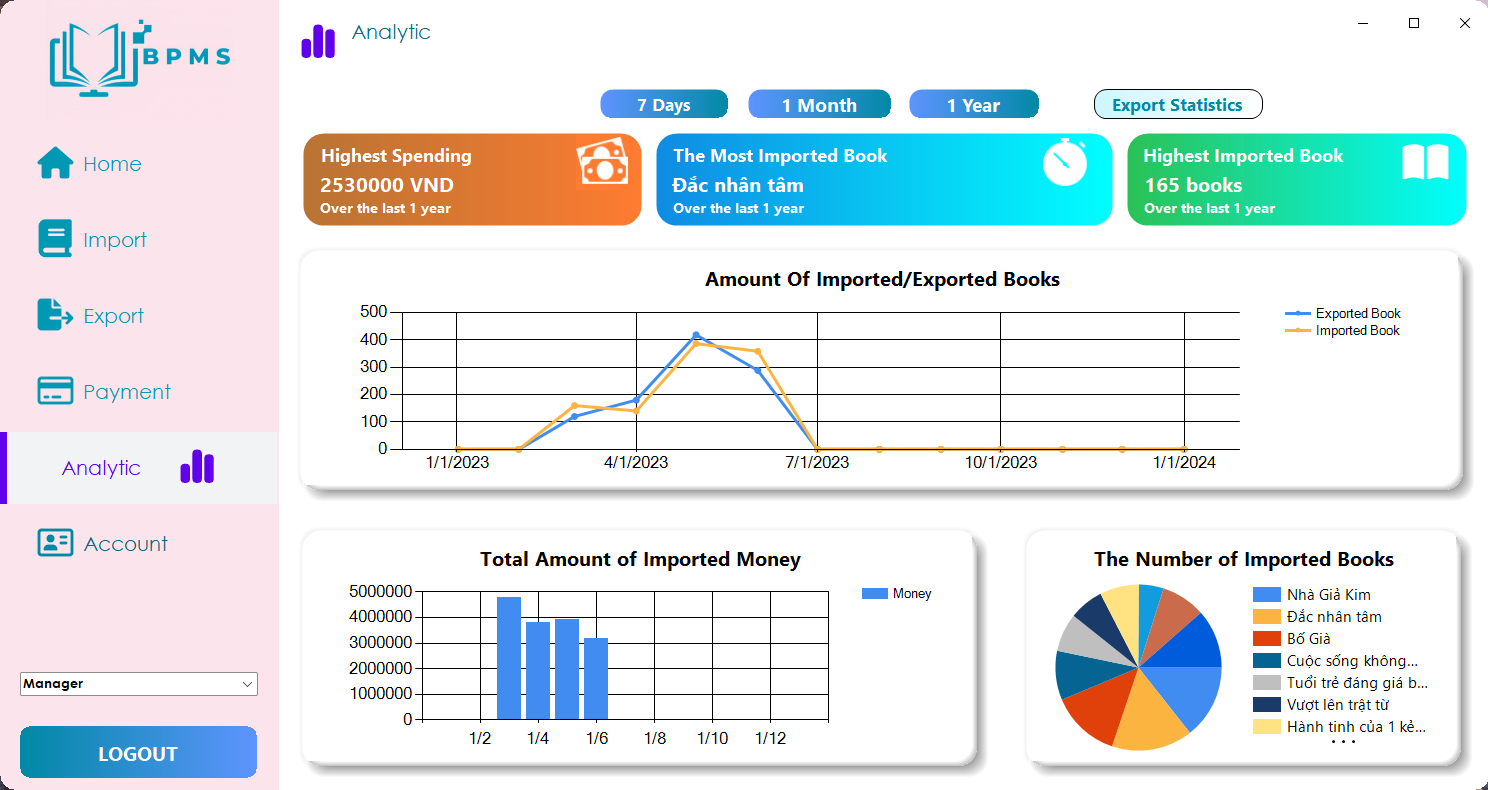 BPMS
Analytic
Home
Import
Export
Payment
Analytic
Account
Manager
LOGOUT
7 Days
1 Month
1 Year
Export Statistics
Highest Spending
2530000 VND
Over the last 1 year
The Most Imported Book
Đắc nhân tâm
Over the last 1 year
Highest Imported Book
165 books
Over the last 1 year
Amount Of Imported/Exported Books
500
400
300
200
100
0
1/1/2023
4/1/2023
7/1/2023
10/1/2023
1/1/2024
Exported Book
Imported Book
Total Amount of Imported Money
5000000
4000000
3000000
2000000
1000000
0
1/2
1/4
1/6
1/8
1/10
1/12
Money
The Number of Imported Books
Nhà Giả Kim
Đắc nhân tâm
Bố Già
Cuộc sống không...
Tuổi trẻ đáng giá b...
Vượt lên trật từ
Hành tinh của 1 kẻ...
...